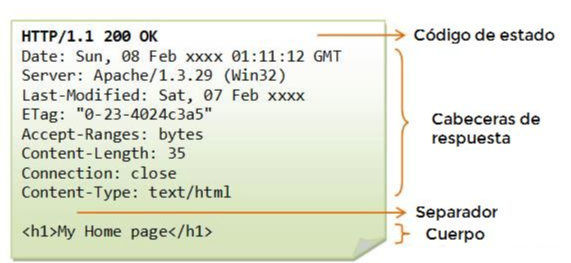 HTTP/1.1 200 OK
Código de estado
Date: Sun, 08 Feb xxxx 01:11:12 GMT
Server: Apache/1.3.29 (Win32)
Last-Modified: Sat, 07 Feb xxxx
ETag: "0-23-4024c3a5"
Accept-Ranges: bytes
Content-Length: 35
Connection: close
Content-Type: text/html
Cabeceras de
respuesta
Separador
<h1>My Home page</h1>
Cuerpo